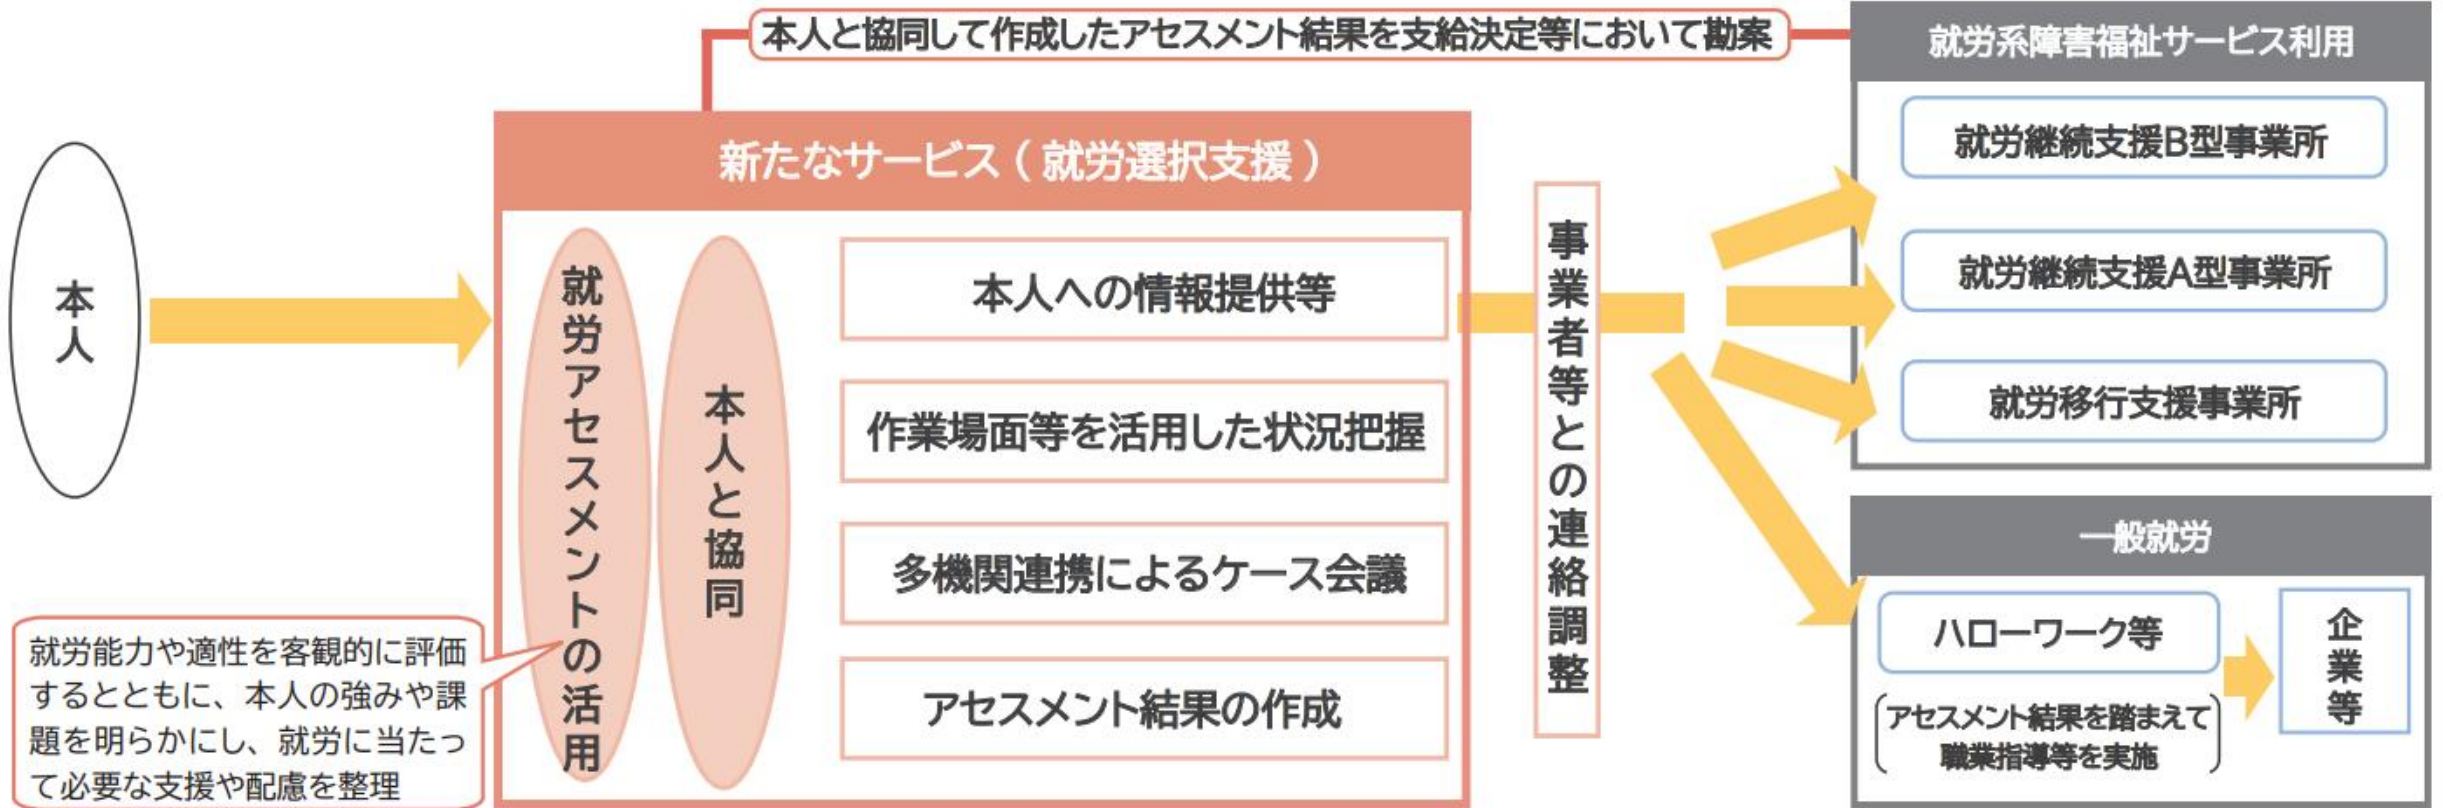 本人と協同して作成したアセスメント結果を支給決定等において勘案
本人
就労能力や適性を客観的に評価
するとともに、本人の強みや課
題を明らかにし、就労に当たっ
て必要な支援や配慮を整理
新たなサービス（就労選択支援）
就労アセスメントの活用
本人と協同
本人への情報提供等
作業場面等を活用した状況把握
多機関連携によるケース会議
アセスメント結果の作成
事業者等との連絡調整
就労系障害福祉サービス利用
就労継続支援B型事業所
就労継続支援A型事業所
就労移行支援事業所
一般就労
ハローワーク等
アセスメント結果を踏まえて
職業指導等を実施
企業等